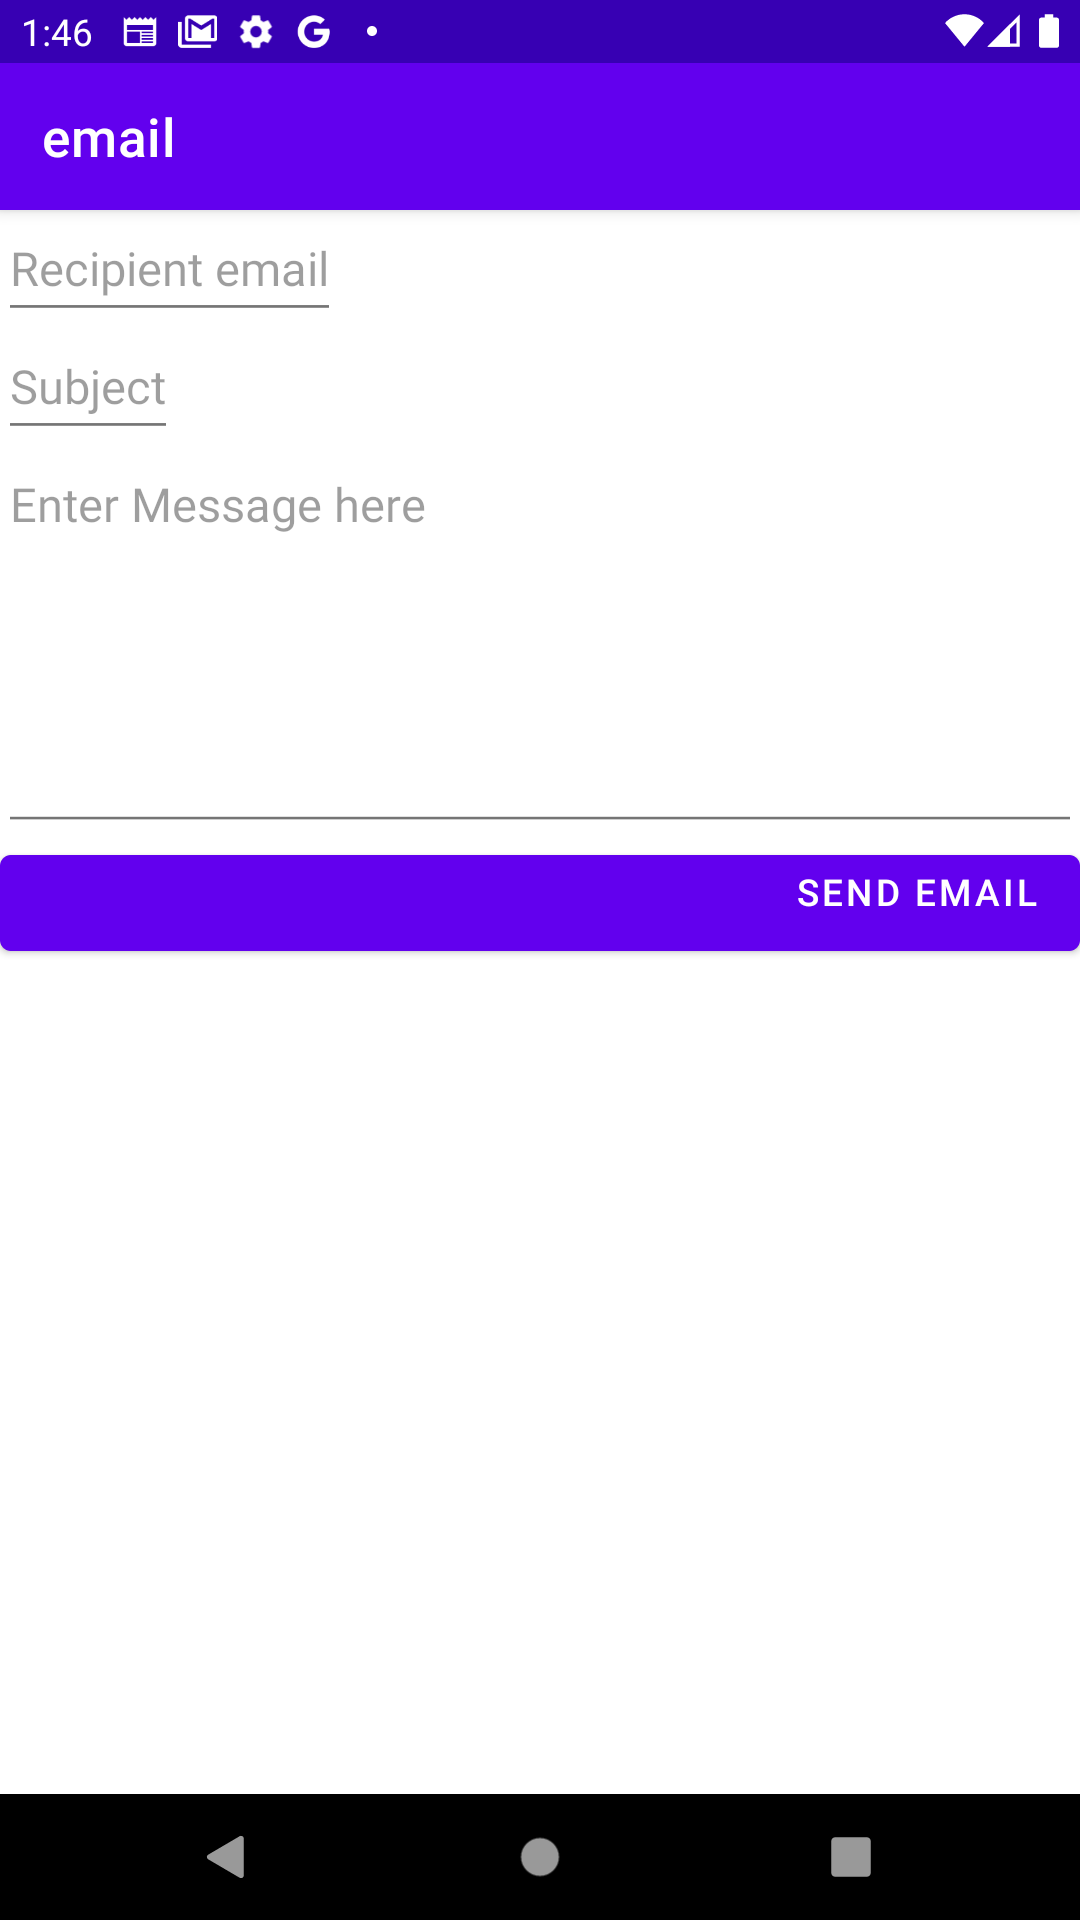 1:46
email
Recipient email
Subject
Enter Message here
SEND EMAIL